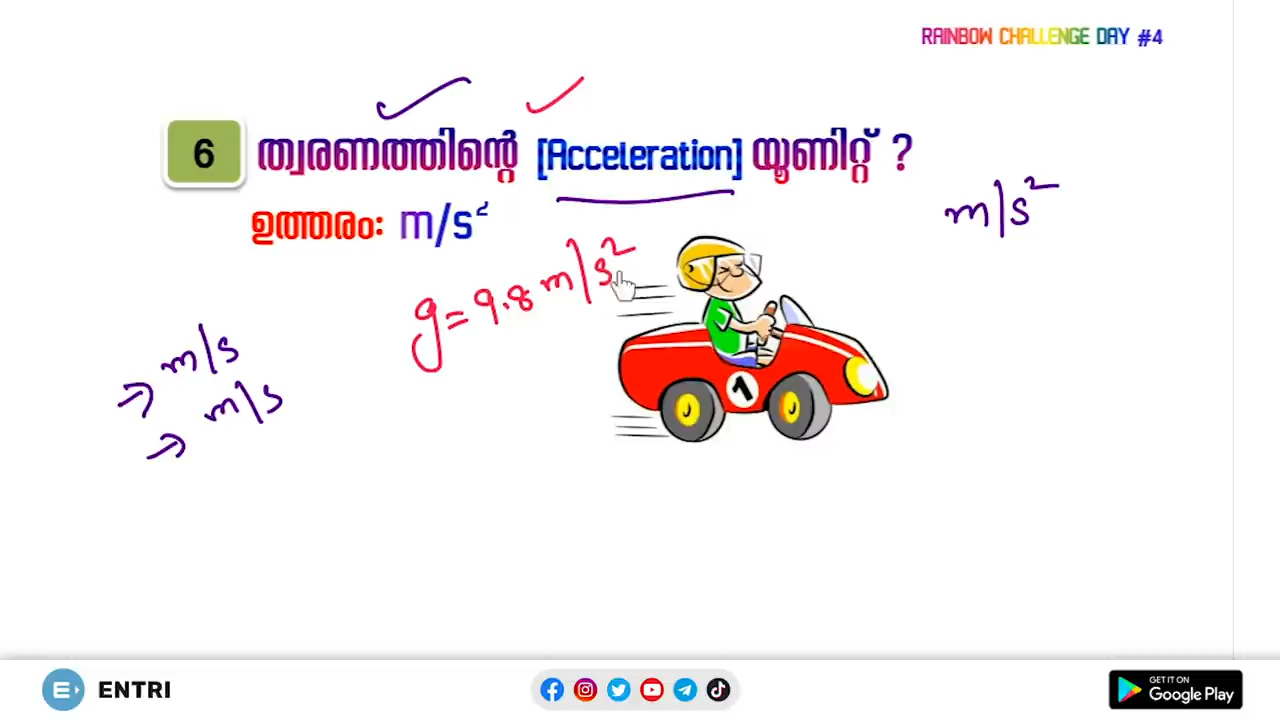 RAINBOW CHALLENGE DAY #4
6 ത്വരണത്തിന്റെ [Acceleration] യൂണിറ്റ് ?
m/s²
ഉത്തരം: m/s²
g = 9.8 m/s²
→ m/s
→ m/s
1
ENTRI
GET IT ON
Google Play